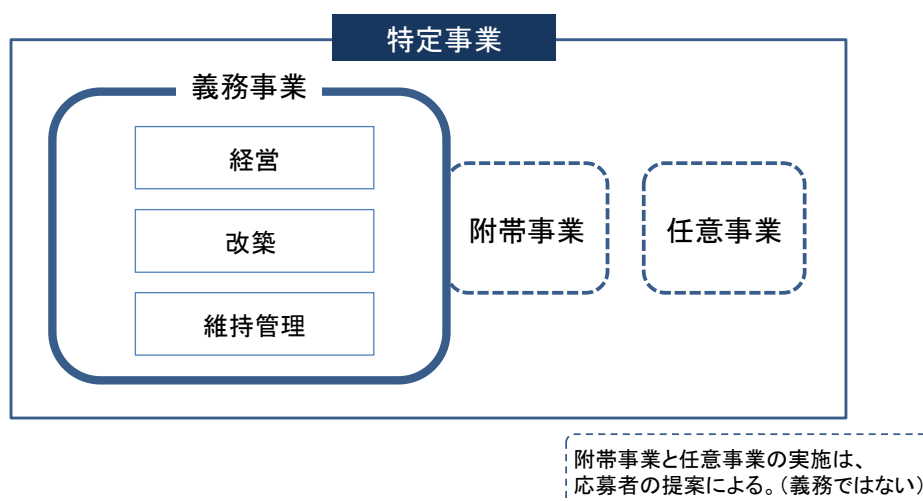 特定事業
義務事業
経営
改築
維持管理
附帯事業
任意事業
附帯事業と任意事業の実施は、
応募者の提案による。(義務ではない)